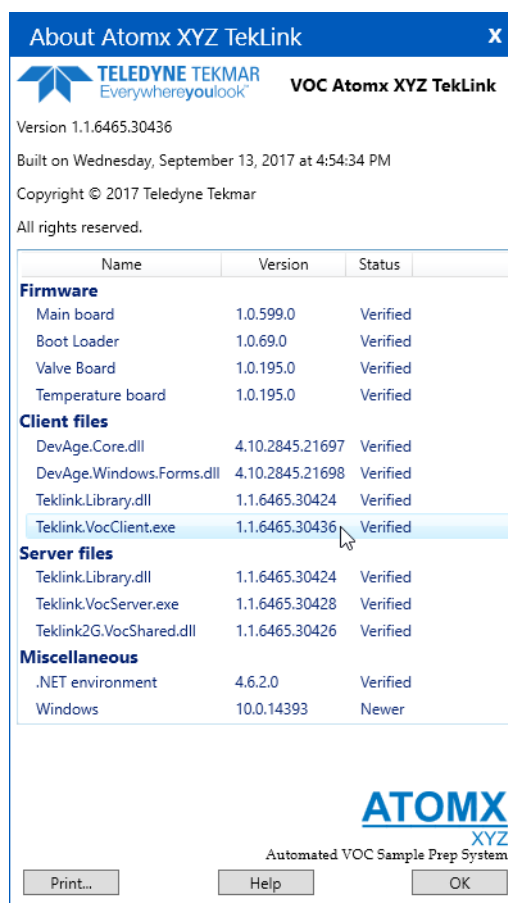 About Atomx XYZ TekLink X
TELEDYNE TEKMAR
Everywhereyoulook™
VOC Atomx XYZ TekLink
Version 1.1.6465.30436
Built on Wednesday, September 13, 2017 at 4:54:34 PM
Copyright © 2017 Teledyne Tekmar
All rights reserved.
Name Version Status
Firmware
Main board 1.0.599.0 Verified
Boot Loader 1.0.69.0 Verified
Valve Board 1.0.195.0 Verified
Temperature board 1.0.195.0 Verified
Client files
DevAge.Core.dll 4.10.2845.21697 Verified
DevAge.Windows.Forms.dll 4.10.2845.21698 Verified
Teklink.Library.dll 1.1.6465.30424 Verified
Teklink.VocClient.exe 1.1.6465.30436 Verified
Server files
Teklink.Library.dll 1.1.6465.30424 Verified
Teklink.VocServer.exe 1.1.6465.30428 Verified
Teklink2G.VocShared.dll 1.1.6465.30426 Verified
Miscellaneous
.NET environment 4.6.2.0 Verified
Windows 10.0.14393 Newer
ATOMX
XYZ
Automated VOC Sample Prep System
Print... Help OK